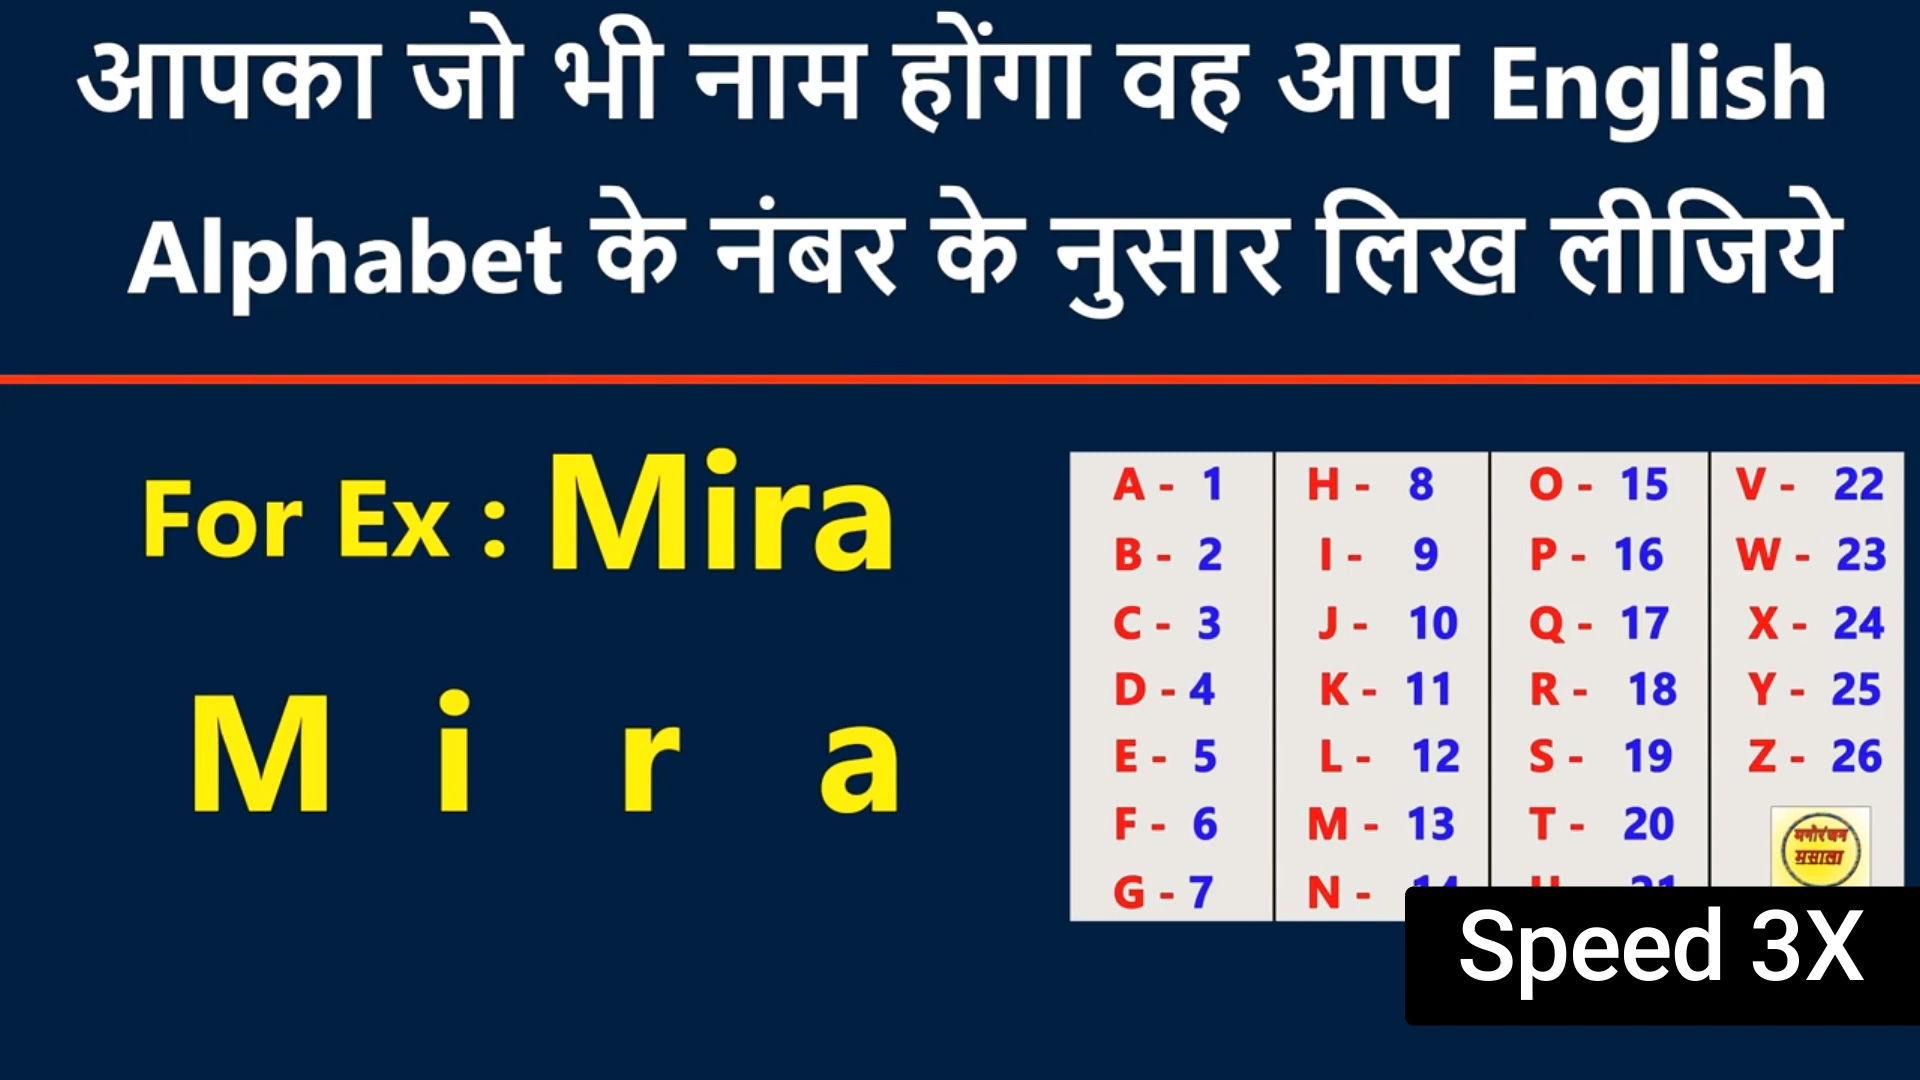 आपका जो भी नाम होंगा वह आप English
Alphabet के नंबर के नुसार लिख लीजिये
For Ex : Mira
M i r a
A - 1
B - 2
C - 3
D - 4
E - 5
F - 6
G - 7
H - 8
I - 9
J - 10
K - 11
L - 12
M - 13
N - 14
O - 15
P - 16
Q - 17
R - 18
S - 19
T - 20
U 21
V - 22
W - 23
X - 24
Y - 25
Z - 26
मनोरंजन
मसाला
Speed 3X